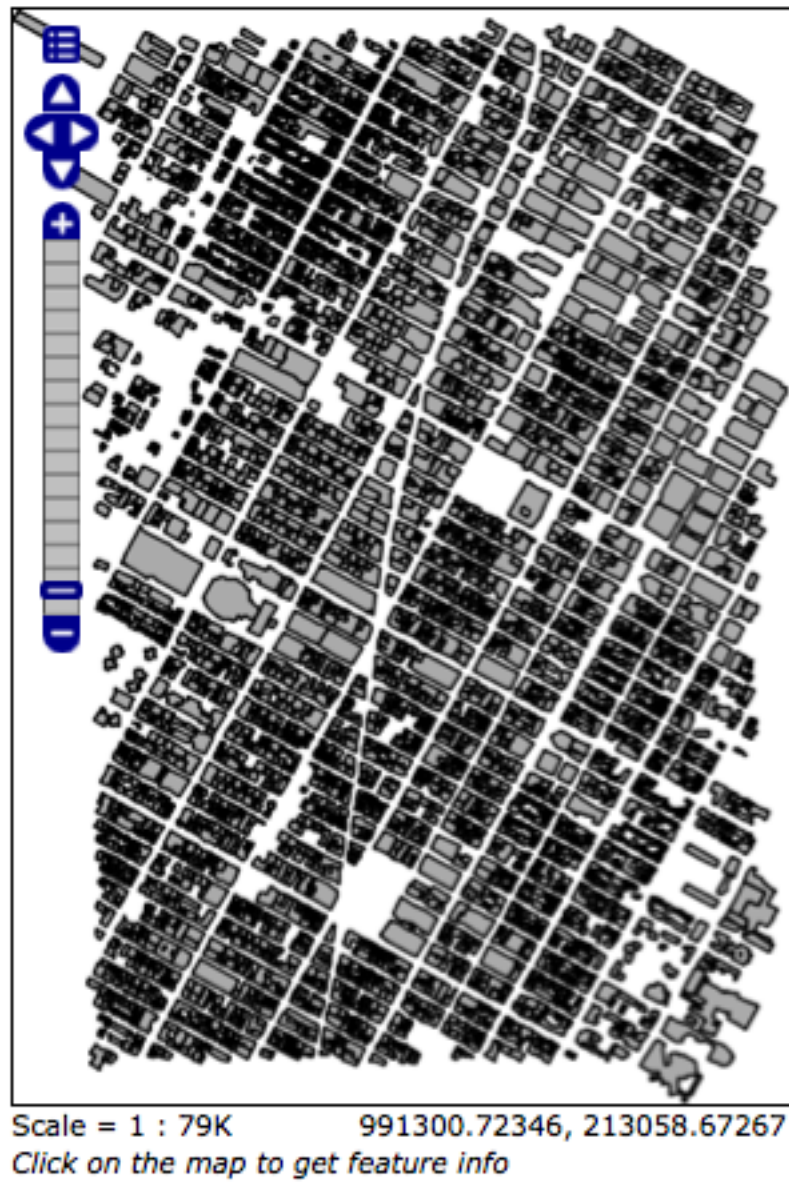 Scale = 1 : 79K 991300.72346, 213058.67267
Click on the map to get feature info